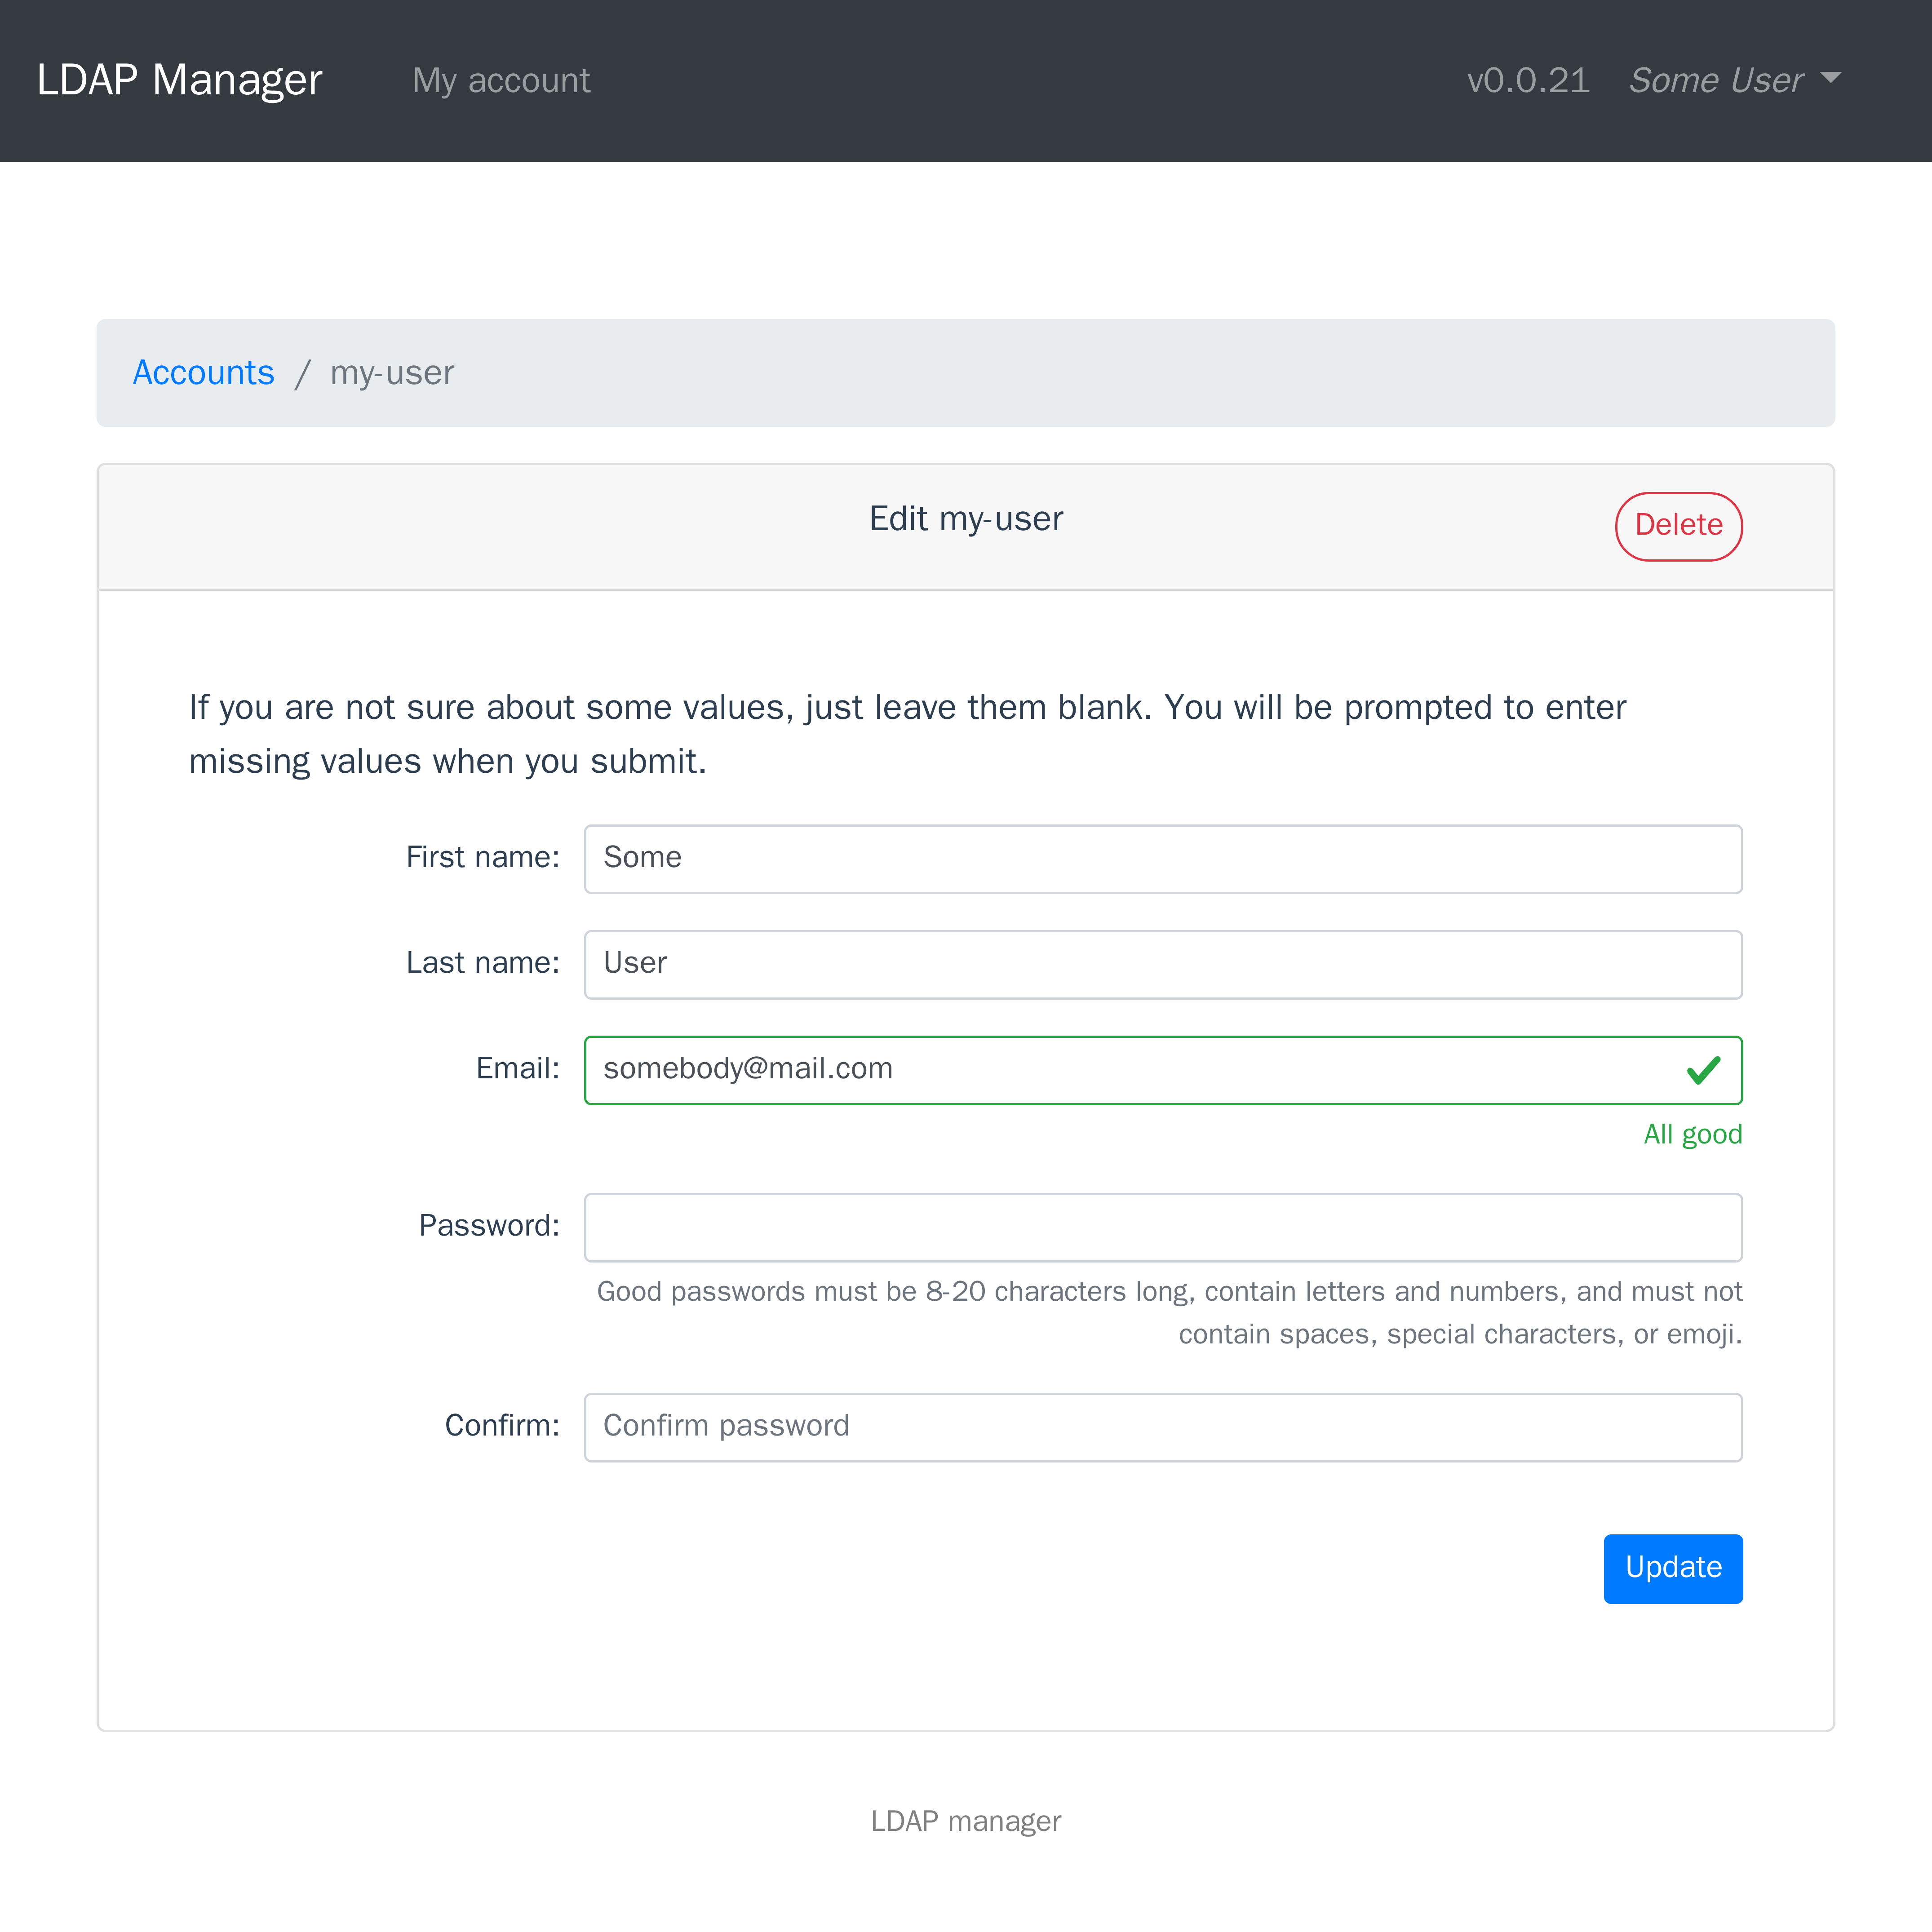 LDAP Manager My account v0.0.21 Some User
Accounts / my-user
Edit my-user Delete
If you are not sure about some values, just leave them blank. You will be prompted to enter
missing values when you submit.
First name: Some
Last name: User
Email: somebody@mail.com
All good
Password:
Good passwords must be 8-20 characters long, contain letters and numbers, and must not
contain spaces, special characters, or emoji.
Confirm: Confirm password
Update
LDAP manager